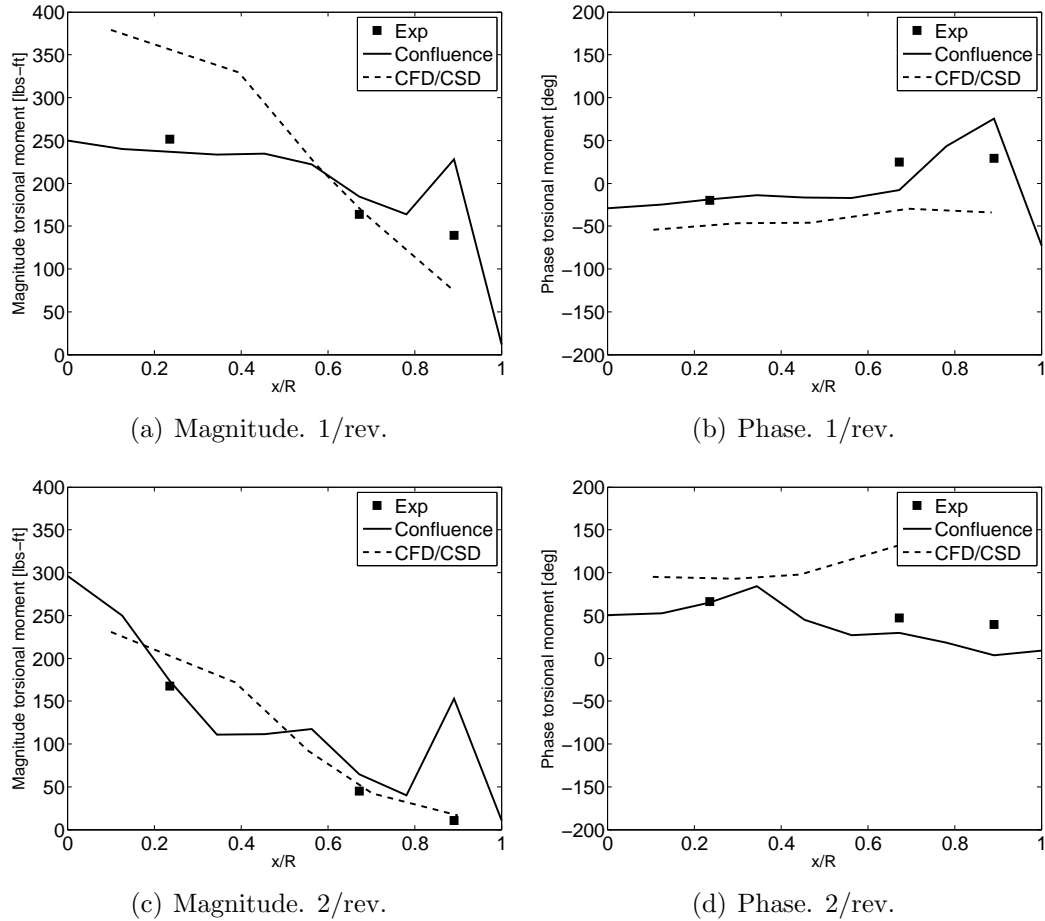 400
350
300
250
200
150
100
50
0
Magnitude torsional moment [lbs−ft]
0 0.2 0.4 0.6 0.8 1
x/R
Exp
Confluence
CFD/CSD
(a) Magnitude. 1/rev.
200
150
100
50
0
−50
−100
−150
−200
Phase torsional moment [deg]
0 0.2 0.4 0.6 0.8 1
x/R
Exp
Confluence
CFD/CSD
(b) Phase. 1/rev.
400
350
300
250
200
150
100
50
0
Magnitude torsional moment [lbs−ft]
0 0.2 0.4 0.6 0.8 1
x/R
Exp
Confluence
CFD/CSD
(c) Magnitude. 2/rev.
200
150
100
50
0
−50
−100
−150
−200
Phase torsional moment [deg]
0 0.2 0.4 0.6 0.8 1
x/R
Exp
Confluence
CFD/CSD
(d) Phase. 2/rev.